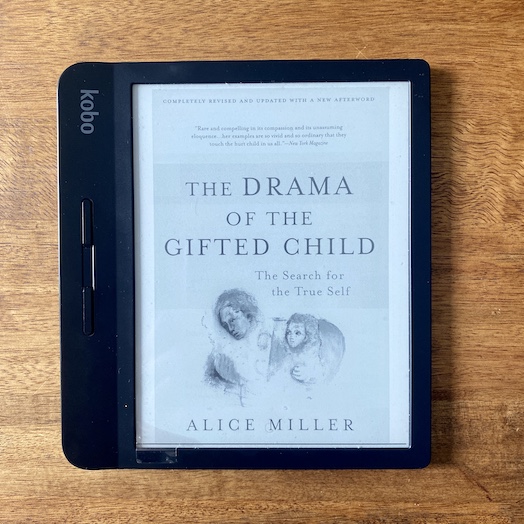 kobo
COMPLETELY REVISED AND UPDATED WITH A NEW AFTERWORD
"Rare and compelling in its compassion and its unassuming
eloquence...her examples are so vivid and so ordinary that they
touch the hurt child in us all."—New York Magazine
THE DRAMA
OF THE
GIFTED CHILD
The Search for
the True Self
ALICE MILLER